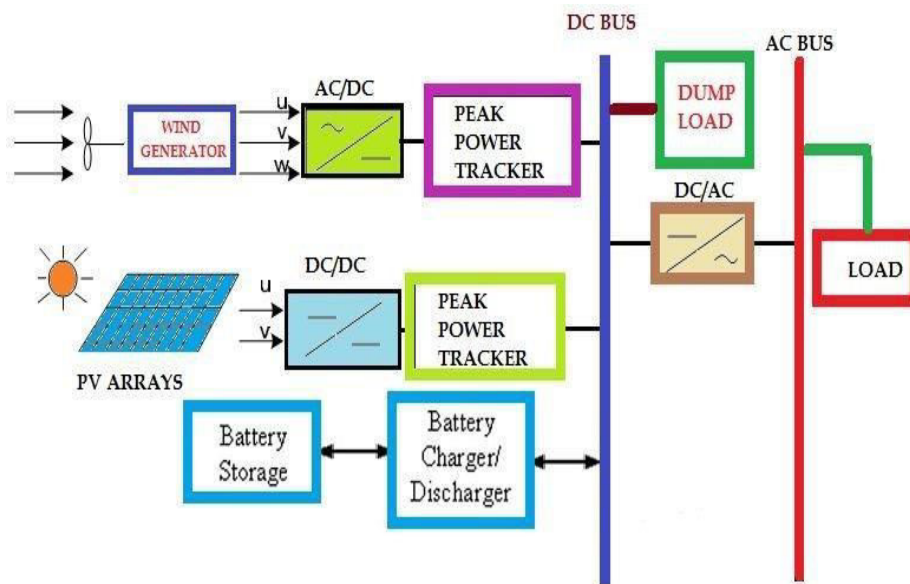 DC BUS
AC BUS
AC/DC
u
v
w
WIND
GENERATOR
PEAK
POWER
TRACKER
DUMP
LOAD
DC/AC
LOAD
DC/DC
u
v
PEAK
POWER
TRACKER
PV ARRAYS
Battery
Storage
Battery
Charger/
Discharger